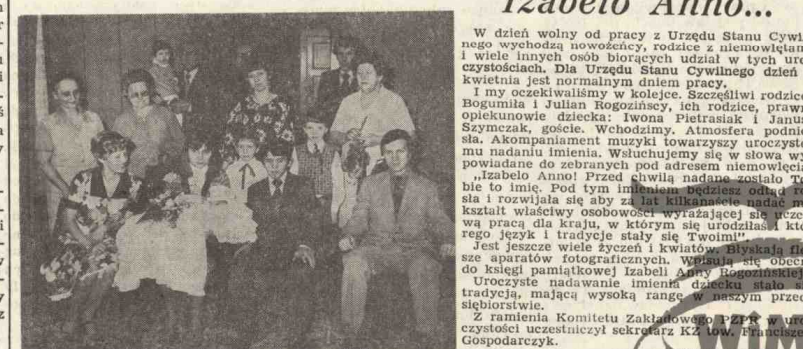 Izabelo Anno...
W dzień wolny od pracy z Urzędu Stanu Cywil
nego wychodzą nowożeńcy, rodzice z niemowlętam
i wiele innych osób biorących udział w tych uro
czystościach. Dla Urzędu Stanu Cywilnego dzień
kwietnia jest normalnym dniem pracy.
I my oczekiwaliśmy w kolejce. Szczęśliwi rodzice
Bogumiła i Julian Rogozińscy, ich rodzice, prawn
opiekunowie dziecka: Iwona Pietrasiak i Janus
Szymczak, goście. Wchodzimy. Atmosfera podnio
sła. Akompaniament muzyki towarzyszy uroczyste
mu nadaniu imienia. Wsłuchujemy się w słowa wy
powiadane do zebranych pod adresem niemowlęcia
„Izabelo Anno! Przed chwilą nadane zostało To
bie to imię. Pod tym imieniem będziesz odtąd ro
sła i rozwijała się aby za lat kilkanaście nadać
kształt właściwy osobowości wyrażającej się uczci
wą pracą dla kraju, w którym się urodziłaś i któ
rego język i tradycje stały się Twoimi".
Jest jeszcze wiele życzeń i kwiatów. Błyskają fle
sze aparatów fotograficznych. Wpisują się obecn
do księgi pamiątkowej Izabeli Anny Rogozińskiej
Uroczyste nadawanie imienia dziecku stało
tradycją, mającą wysoką rangę w naszym przed
siębiorstwie.
Z ramienia Komitetu Zakładowego PZPR w uro
czystości uczestniczył sekretarz KZ tow. Francisze
Gospodarczyk.